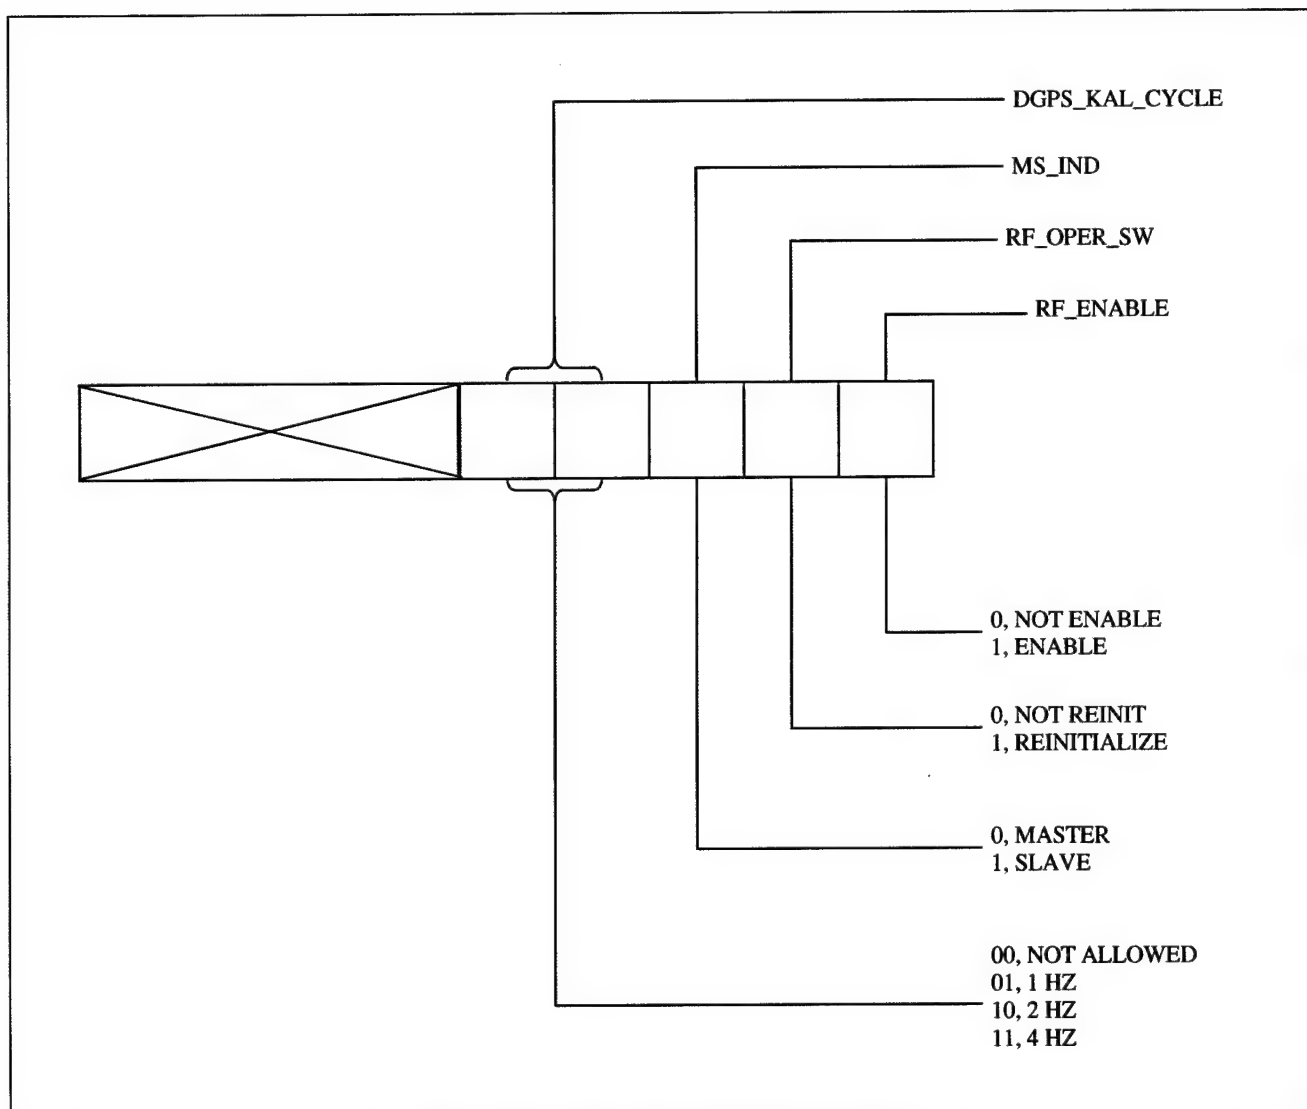 DGPS_KAL_CYCLE
MS_IND
RF_OPER_SW
RF_ENABLE
0, NOT ENABLE
1, ENABLE
0, NOT REINIT
1, REINITIALIZE
0, MASTER
1, SLAVE
00, NOT ALLOWED
01, 1 HZ
10, 2 HZ
11, 4 HZ